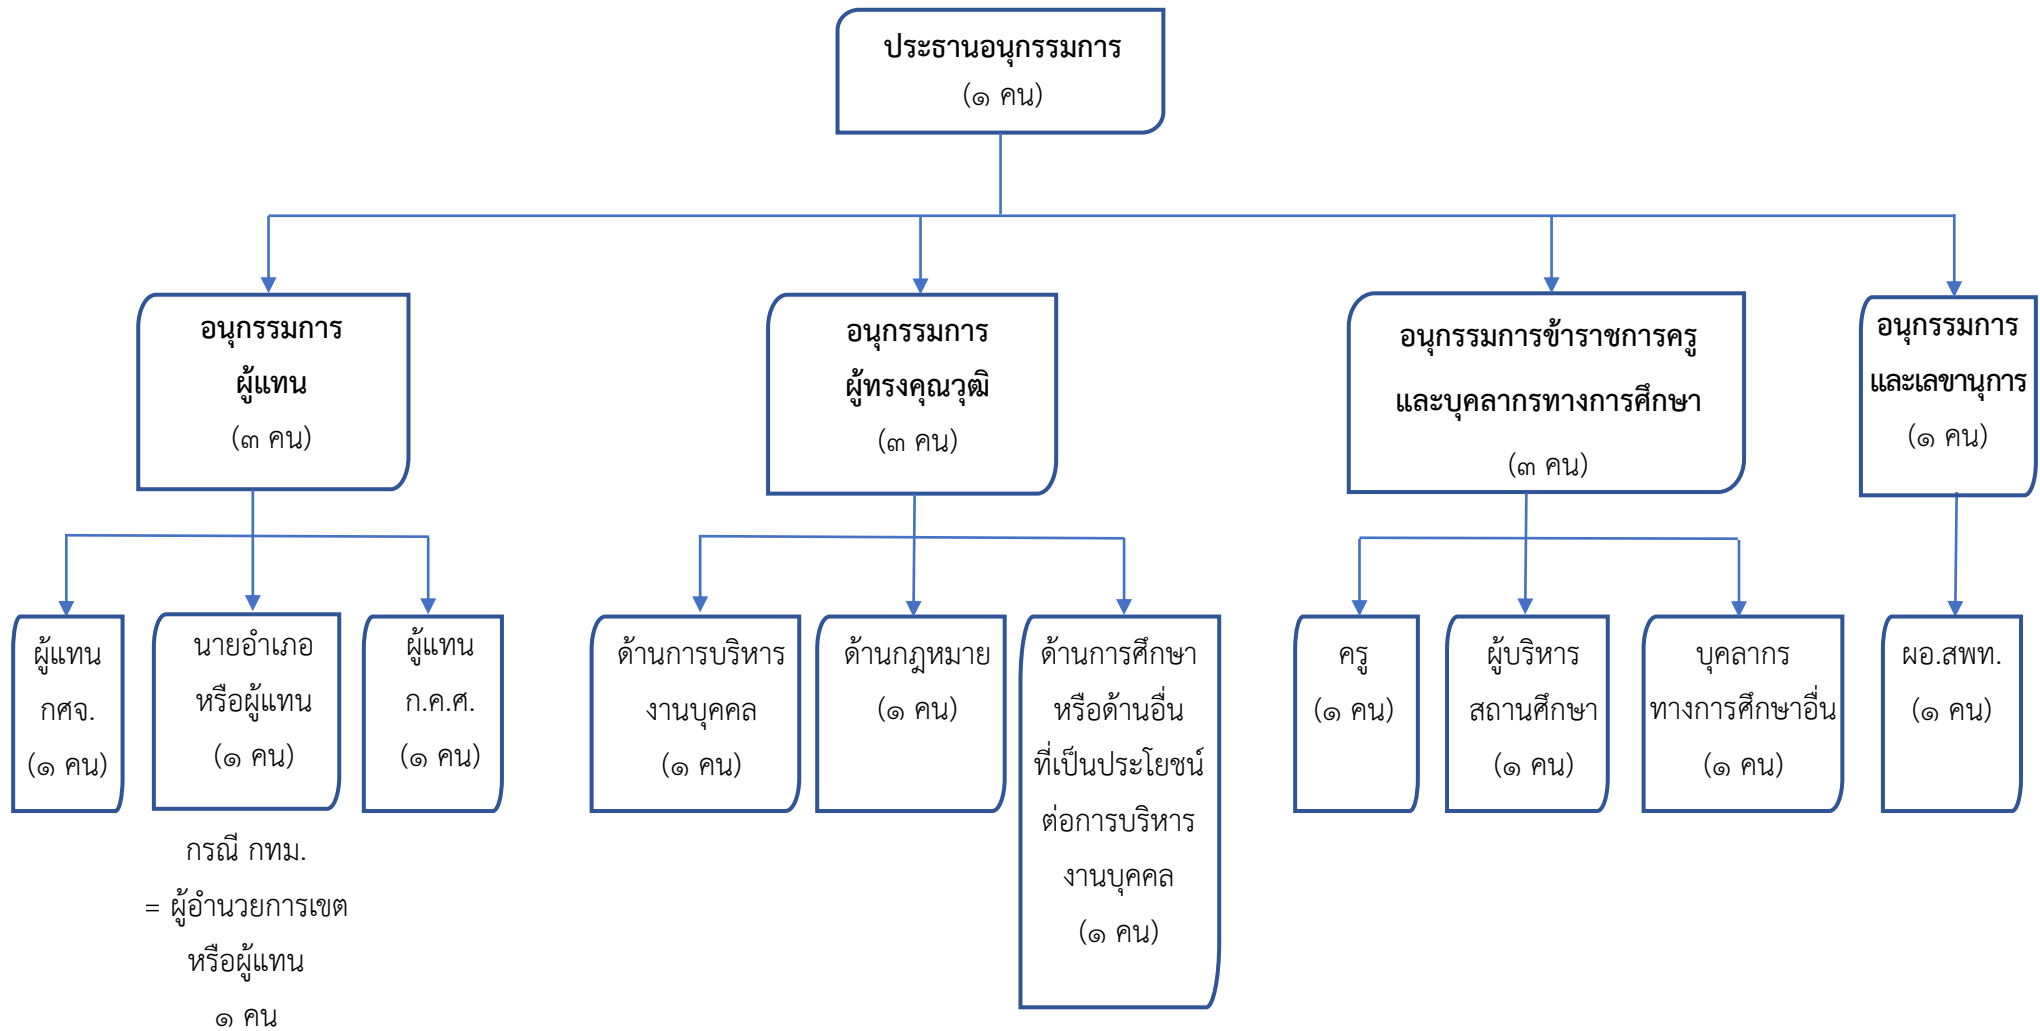 ประธานอนุกรรมการ
(๑ คน)
อนุกรรมการ
ผู้แทน
(๓ คน)
อนุกรรมการ
ผู้ทรงคุณวุฒิ
(๓ คน)
อนุกรรมการข้าราชการครู
และบุคลากรทางการศึกษา
(๓ คน)
อนุกรรมการ
และเลขานุการ
(๑ คน)
ผู้แทน
กศจ.
(๑ คน)
นายอำเภอ
หรือผู้แทน
(๑ คน)
กรณี กทม.
= ผู้อำนวยการเขต
หรือผู้แทน
๑ คน
ผู้แทน
ก.ค.ศ.
(๑ คน)
ด้านการบริหาร
งานบุคคล
(๑ คน)
ด้านกฎหมาย
(๑ คน)
ด้านการศึกษา
หรือด้านอื่น
ที่เป็นประโยชน์
ต่อการบริหาร
งานบุคคล
(๑ คน)
ครู
(๑ คน)
ผู้บริหาร
สถานศึกษา
(๑ คน)
บุคลากร
ทางการศึกษาอื่น
(๑ คน)
ผอ.สพท.
(๑ คน)